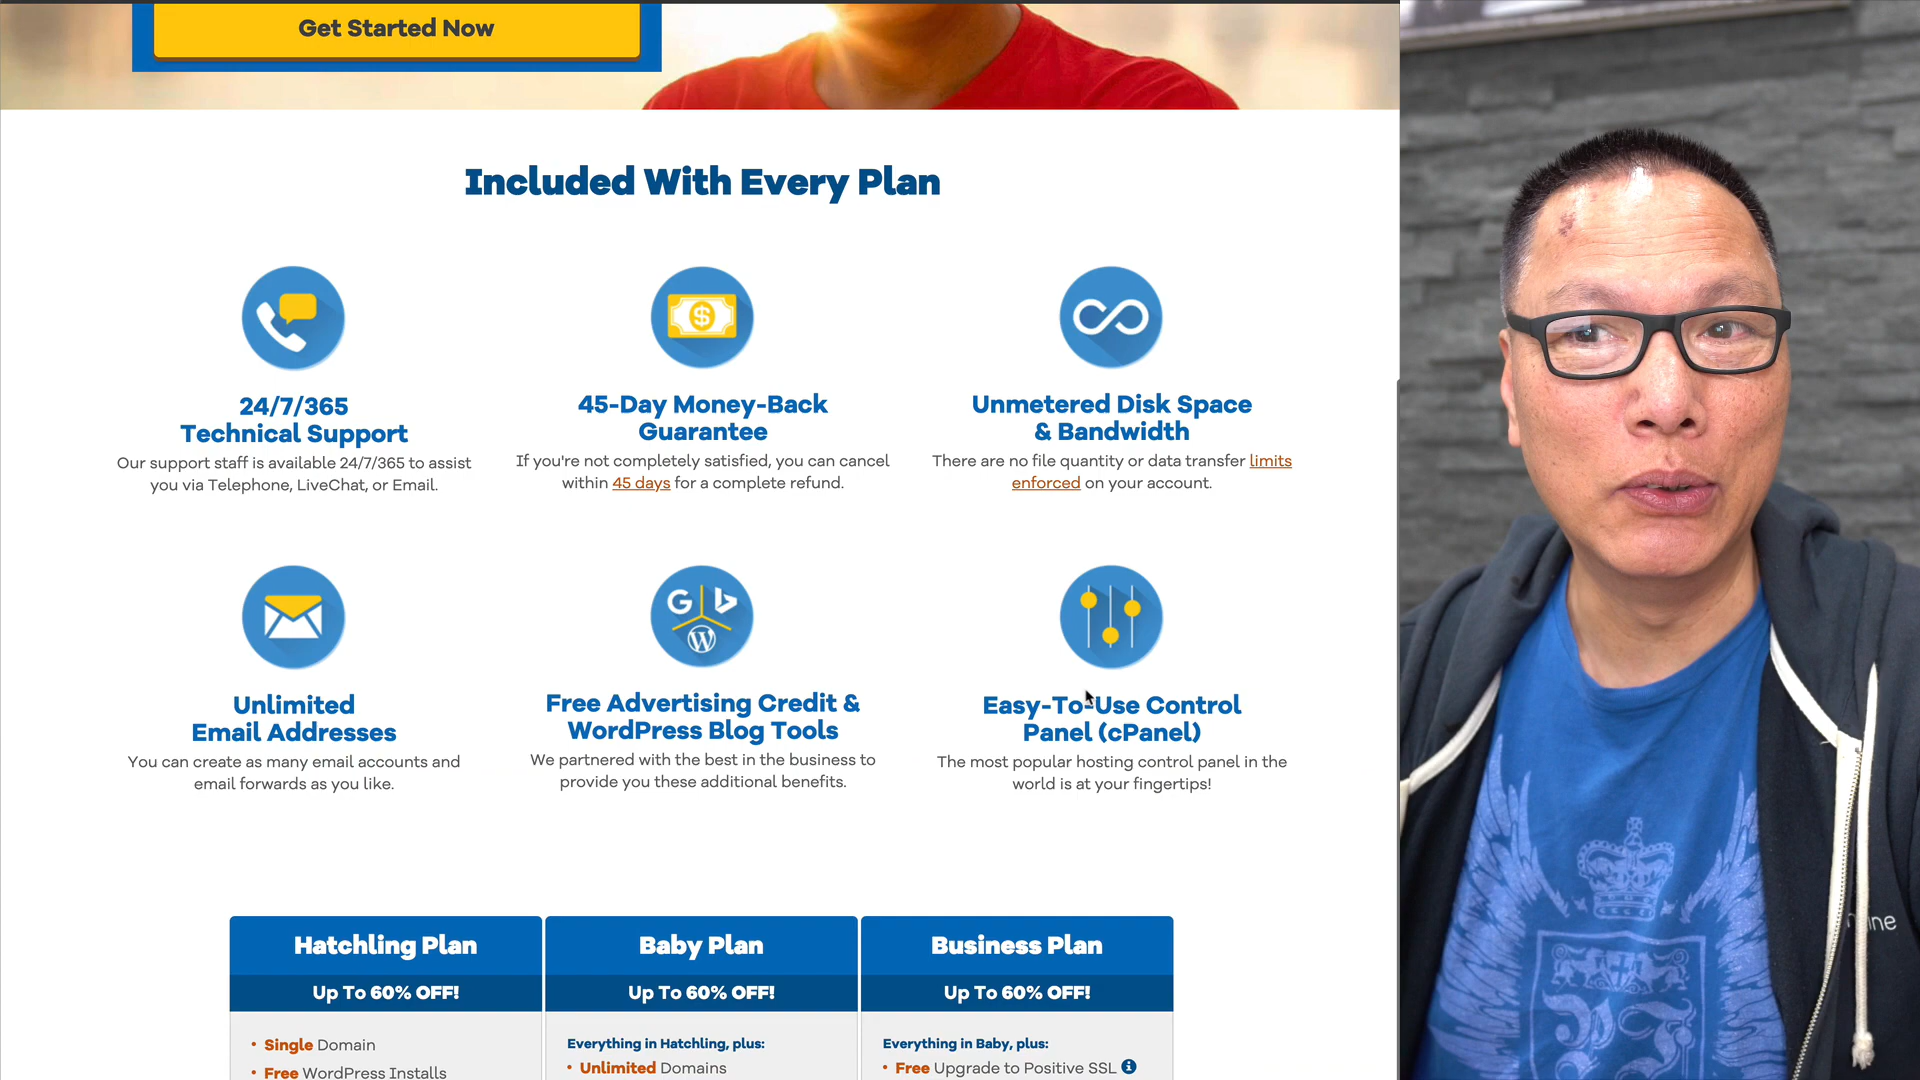 Get Started Now
Included With Every Plan
24/7/365
Technical Support
Our support staff is available 24/7/365 to assist
you via Telephone, LiveChat, or Email.
45-Day Money-Back
Guarantee
If you're not completely satisfied, you can cancel
within 45 days for a complete refund.
Unmetered Disk Space
& Bandwidth
There are no file quantity or data transfer limits
enforced on your account.
Unlimited
Email Addresses
You can create as many email accounts and
email forwards as you like.
Free Advertising Credit &
WordPress Blog Tools
We partnered with the best in the business to
provide you these additional benefits.
Easy-To-Use Control
Panel (cPanel)
The most popular hosting control panel in the
world is at your fingertips!
Hatchling Plan
Up To 60% OFF!
• Single Domain
• Free WordPress Installs
Baby Plan
Up To 60% OFF!
Everything in Hatchling, plus:
• Unlimited Domains
Business Plan
Up To 60% OFF!
Everything in Baby, plus:
• Free Upgrade to Positive SSL